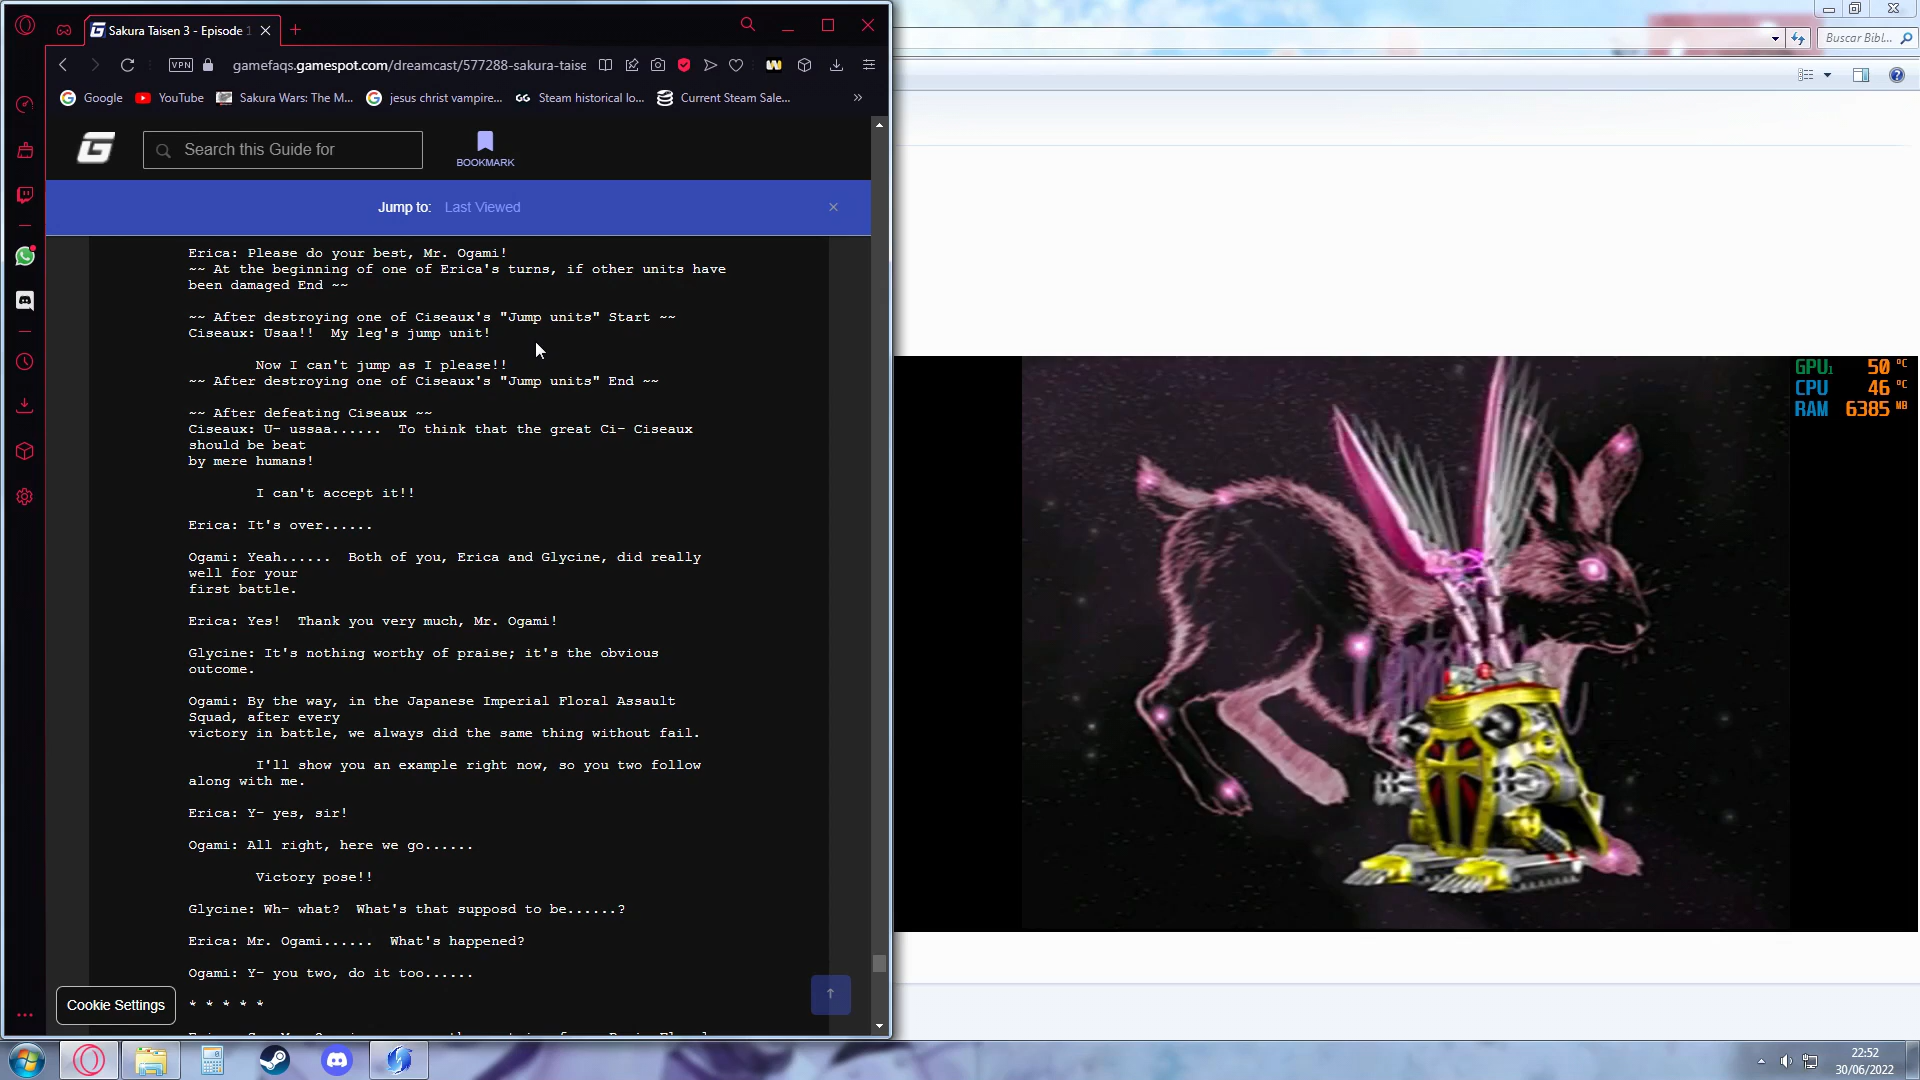 Sakura Taisen 3 - Episode 1
VPN
gamefaqs.gamespot.com/dreamcast/577288-sakura-taise
Google
YouTube
Sakura Wars: The M...
jesus christ vampire...
Steam historical lo...
Current Steam Sale...
»
Search this Guide for
BOOKMARK
Jump to: Last Viewed
Erica: Please do your best, Mr. Ogami!
~~ At the beginning of one of Erica's turns, if other units have
been damaged End ~~
~~ After destroying one of Ciseaux's "Jump units" Start ~~
Ciseaux: Usaa!! My leg's jump unit!
Now I can't jump as I please!!
~~ After destroying one of Ciseaux's "Jump units" End ~~
~~ After defeating Ciseaux ~~
Ciseaux: U- ussaa...... To think that the great Ci- Ciseaux
should be beat
by mere humans!
I can't accept it!!
Erica: It's over......
Ogami: Yeah...... Both of you, Erica and Glycine, did really
well for your
first battle.
Erica: Yes! Thank you very much, Mr. Ogami!
Glycine: It's nothing worthy of praise; it's the obvious
outcome.
Ogami: By the way, in the Japanese Imperial Floral Assault
Squad, after every
victory in battle, we always did the same thing without fail.
I'll show you an example right now, so you two follow
along with me.
Erica: Y- yes, sir!
Ogami: All right, here we go......
Victory pose!!
Glycine: Wh- what? What's that supposd to be......?
Erica: Mr. Ogami...... What's happened?
Ogami: Y- you two, do it too......
* * * * *
Cookie Settings
Buscar Bibl...
GPU1 50 °C
CPU 46 °C
RAM 6385 MB
22:52
30/06/2022